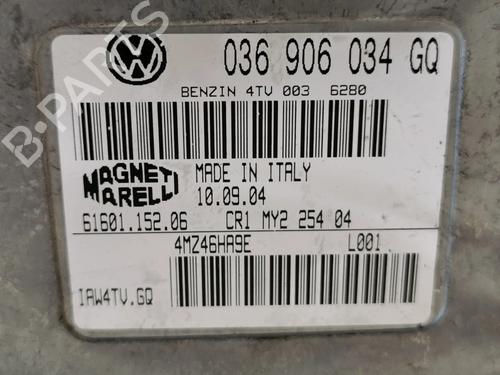 036 906 034 GQ
BENZIN 4TV 003 6280
MAGNETI MARELLI
MADE IN ITALY
10.09.04
61601.152.06 CR1 MY2 254 04
4MZ46HA9E L001
IAW4TV.GQ
B-PARTS